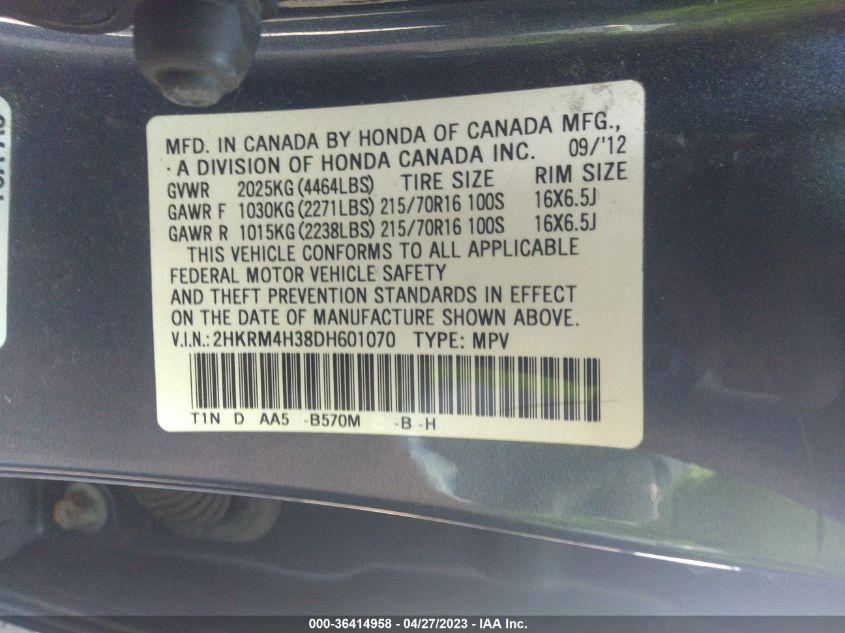 MFD. IN CANADA BY HONDA OF CANADA MFG.,
A DIVISION OF HONDA CANADA INC. 09/'12
GVWR 2025KG (4464LBS) TIRE SIZE RIM SIZE
GAWR F 1030KG (2271LBS) 215/70R16 100S 16X6.5J
GAWR R 1015KG (2238LBS) 215/70R16 100S 16X6.5J
THIS VEHICLE CONFORMS TO ALL APPLICABLE
FEDERAL MOTOR VEHICLE SAFETY
AND THEFT PREVENTION STANDARDS IN EFFECT
ON THE DATE OF MANUFACTURE SHOWN ABOVE.
V.I.N.: 2HKRM4H38DH601070 TYPE: MPV
T1N D AA5 -B570M -B -H
000-36414958 - 04/27/2023 - IAA Inc.